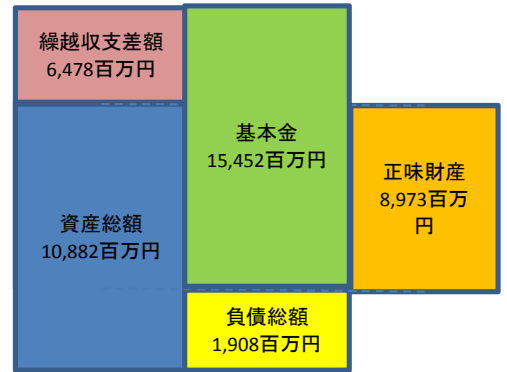 繰越収支差額
6,478百万円
基本金
15,452百万円
正味財産
8,973百万
円
資産総額
10,882百万円
負債総額
1,908百万円